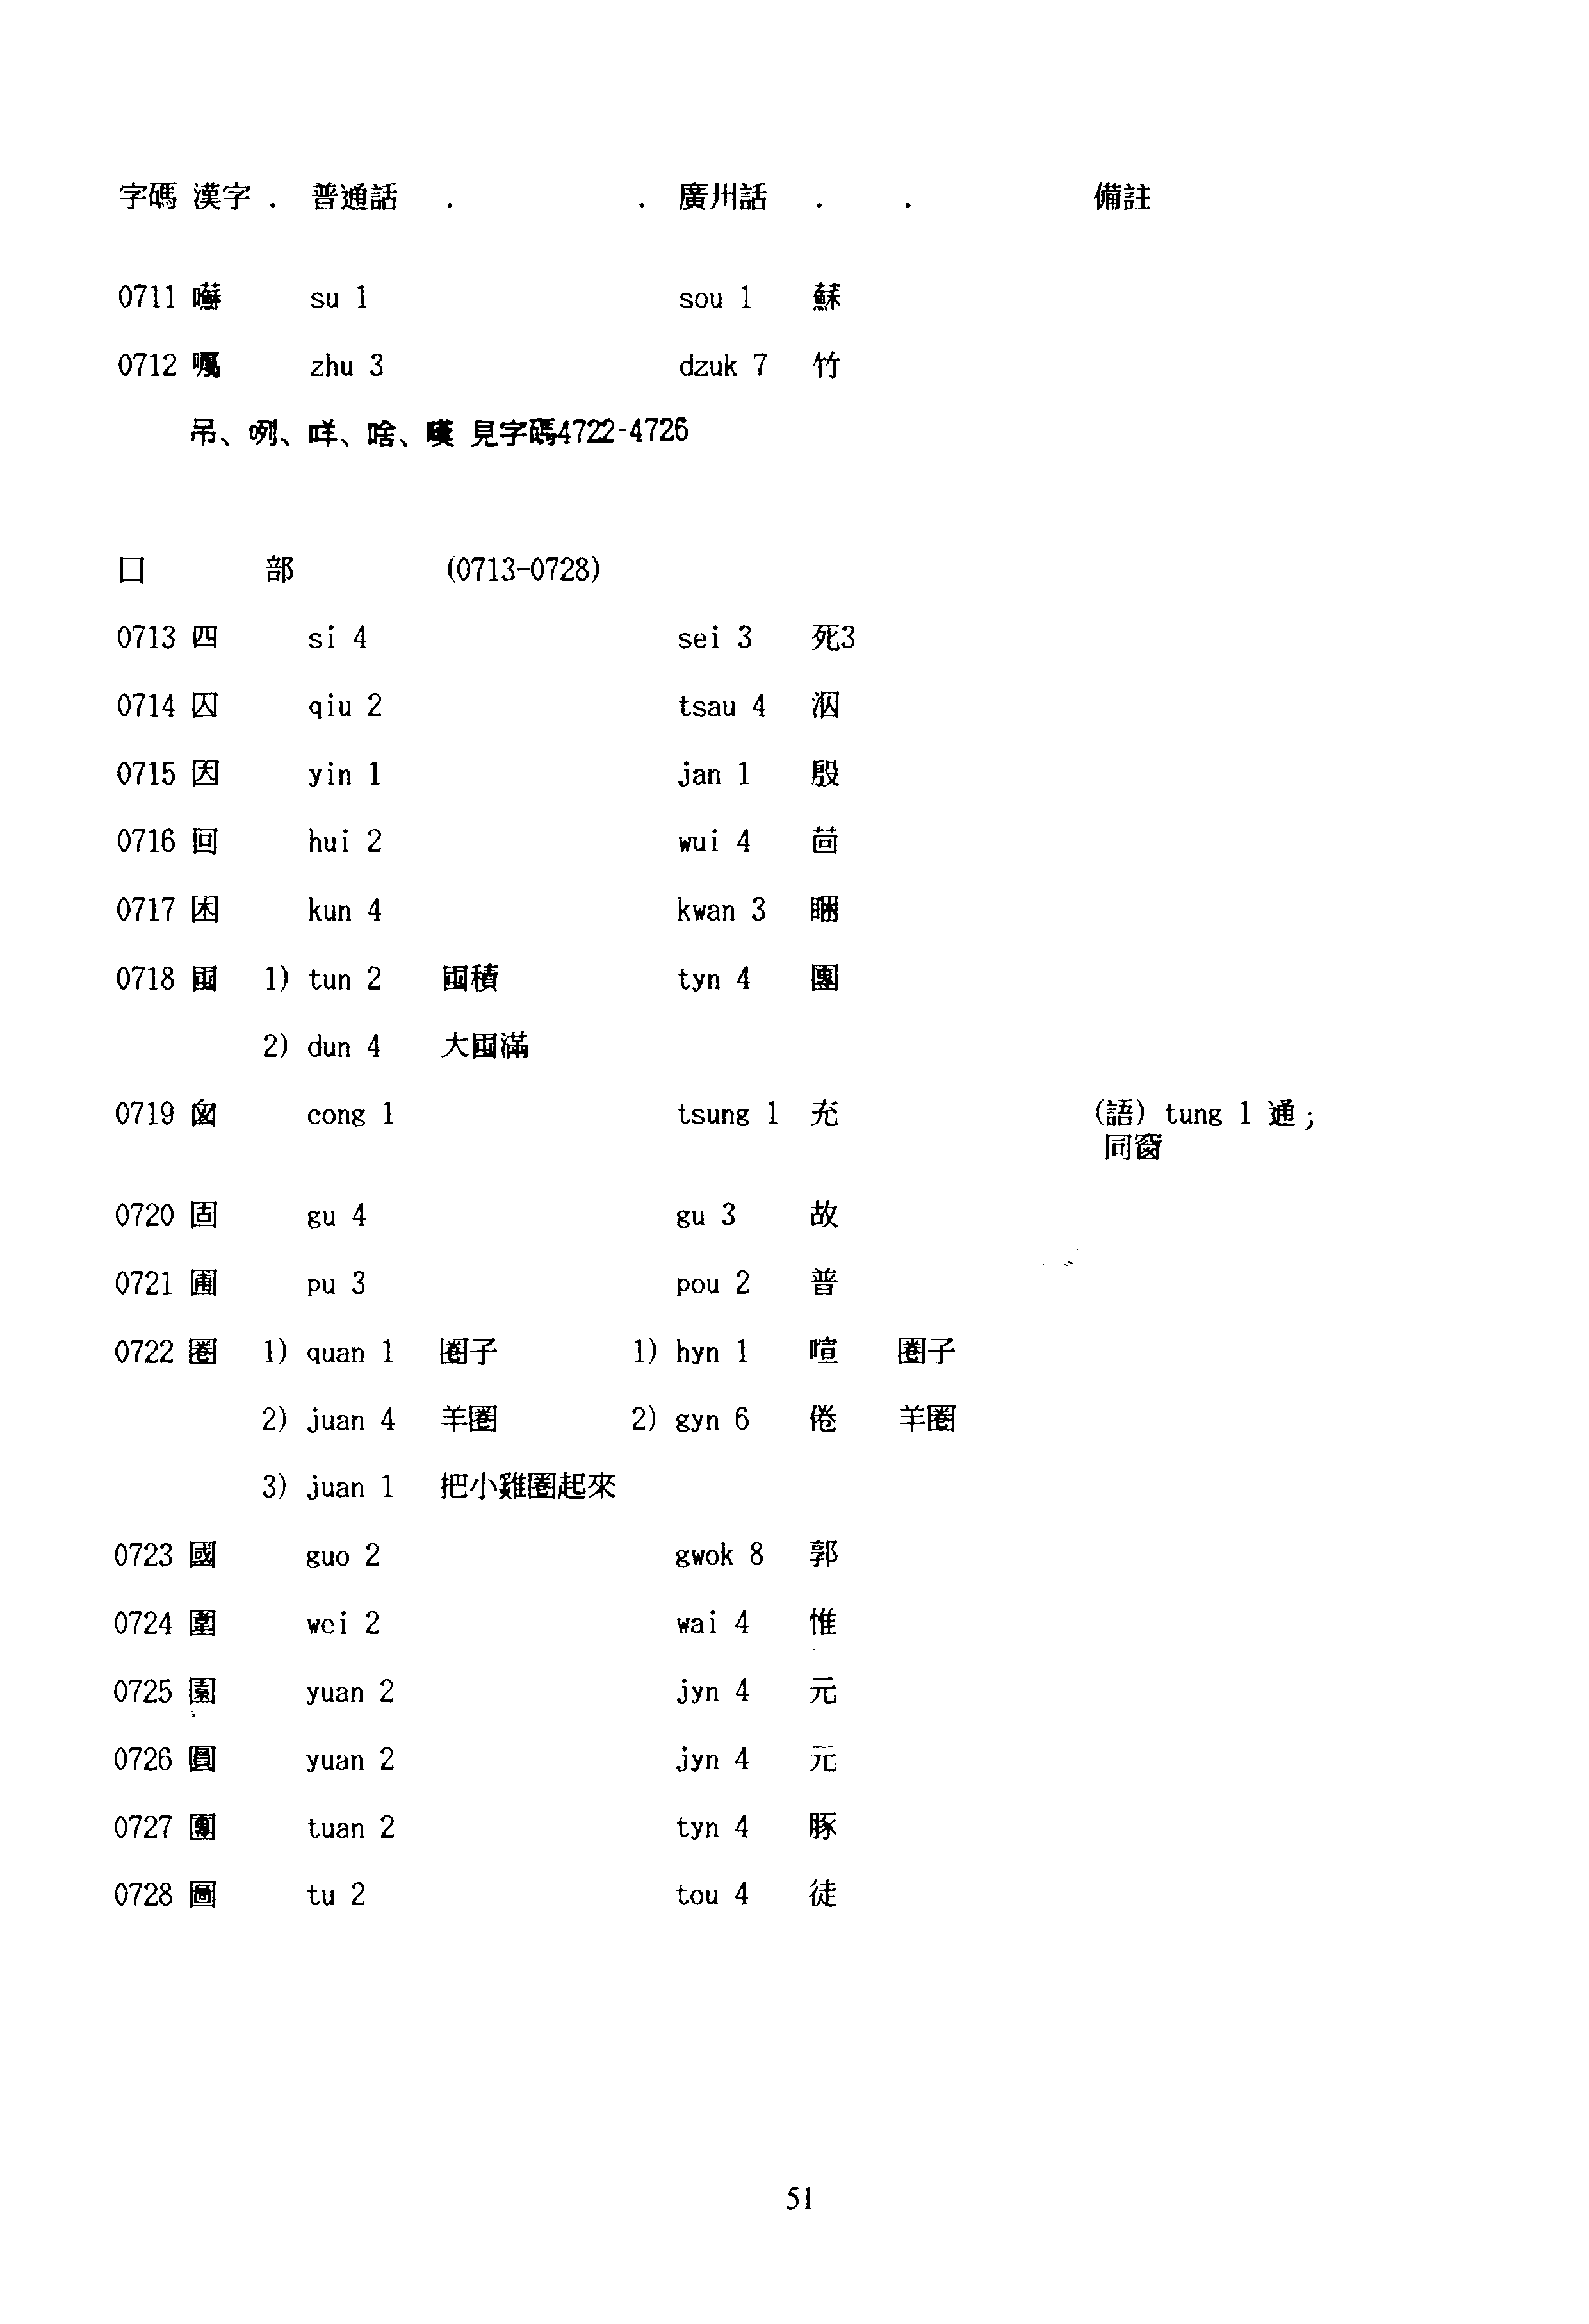 字碼 漢字 . 普通話 . . 廣州話 . . 備註
0711 囌 su 1 sou 1 蘇
0712 囑 zhu 3 dzuk 7 竹
吊、咧、咩、啥、嘆 見字碼4722-4726
囗 部 (0713-0728)
0713 四 si 4 sei 3 死3
0714 囚 qiu 2 tsau 4 泅
0715 因 yin 1 jan 1 殷
0716 回 hui 2 wui 4 茴
0717 困 kun 4 kwan 3 睏
0718 囤 1) tun 2 囤積 tyn 4 團
2) dun 4 大囤滿
0719 囪 cong 1 tsung 1 充 (語) tung 1 通;
同窗
0720 固 gu 4 gu 3 故
0721 圃 pu 3 pou 2 普
0722 圈 1) quan 1 圈子 1) hyn 1 喧 圈子
2) juan 4 羊圈 2) gyn 6 倦 羊圈
3) juan 1 把小雞圈起來
0723 國 guo 2 gwok 8 郭
0724 圍 wei 2 wai 4 惟
0725 園 yuan 2 jyn 4 元
0726 圓 yuan 2 jyn 4 元
0727 團 tuan 2 tyn 4 豚
0728 圖 tu 2 tou 4 徒
51